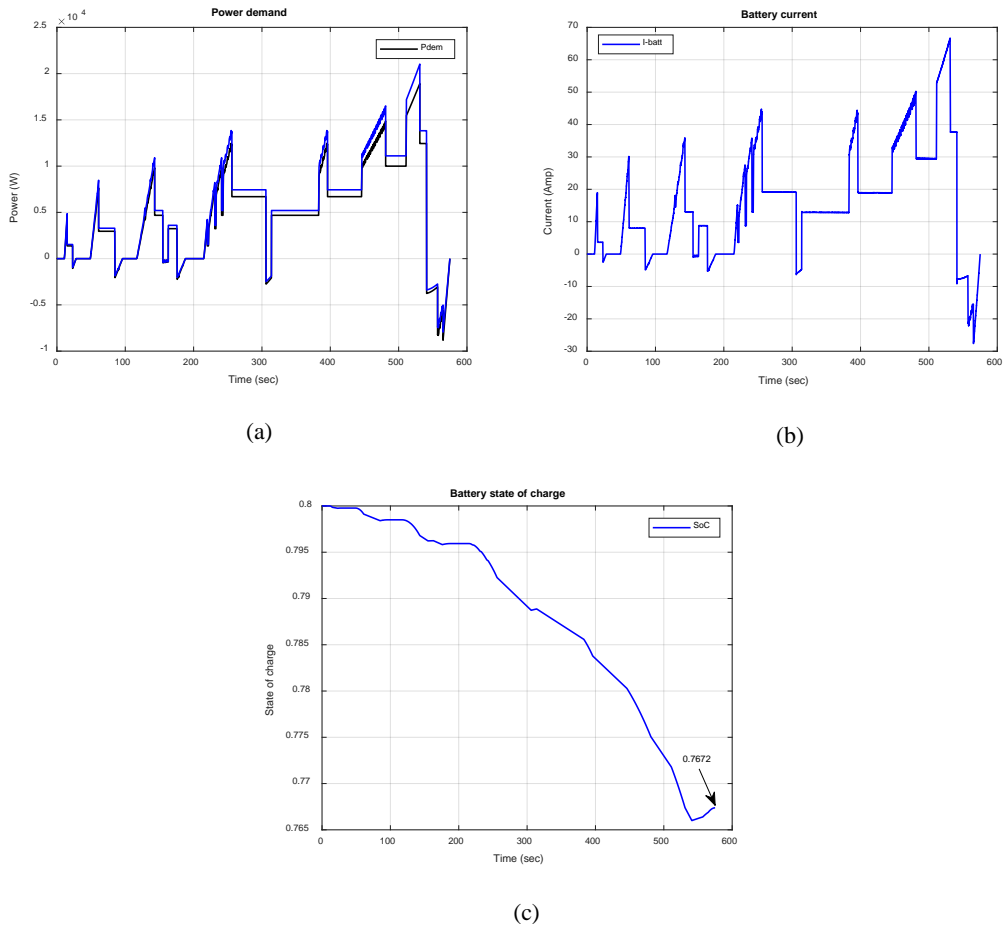 Power demand
× 10 4
2.5
2
1.5
1
0.5
0
-0.5
-1
0 100 200 300 400 500 600
Power (W)
Time (sec)
Pdem
(a)
Battery current
70
60
50
40
30
20
10
0
-10
-20
-30
0 100 200 300 400 500 600
Current (Amp)
Time (sec)
I-batt
(b)
Battery state of charge
0.8
0.795
0.79
0.785
0.78
0.775
0.77
0.765
0 100 200 300 400 500 600
State of charge
Time (sec)
SoC
0.7672
(c)